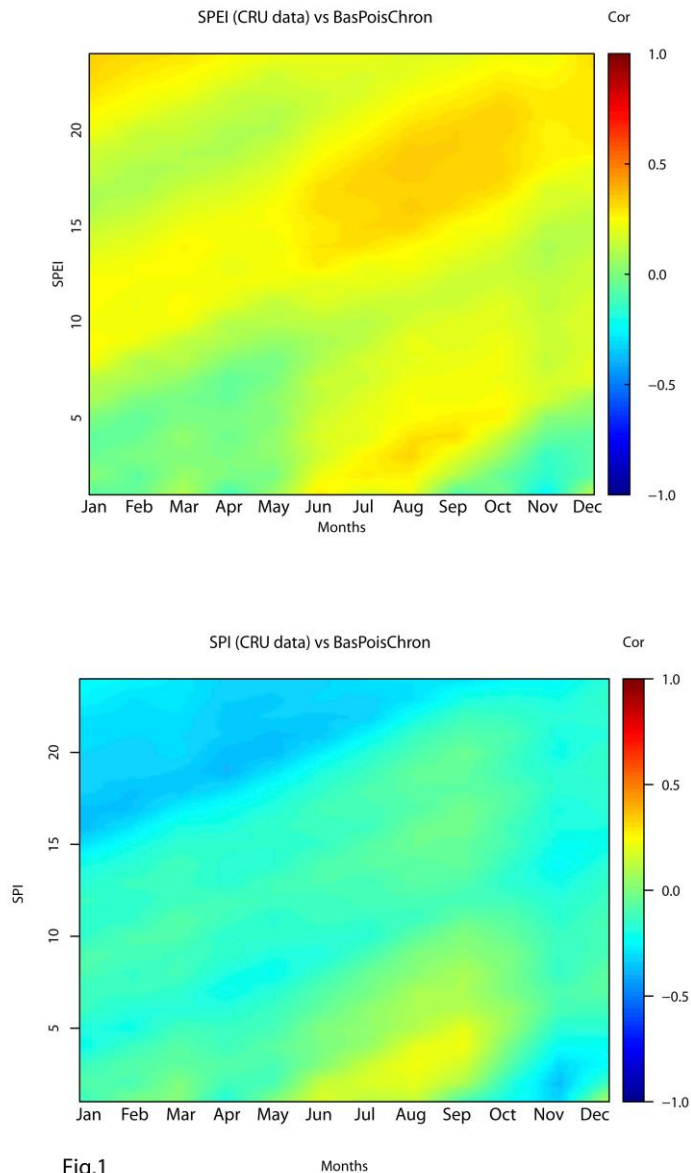 SPEI (CRU data) vs BasPoisChron
Cor
SPEI
20
15
10
5
1.0
0.5
0.0
−0.5
−1.0
Jan Feb Mar Apr May Jun Jul Aug Sep Oct Nov Dec
Months
SPI (CRU data) vs BasPoisChron
Cor
SPI
20
15
10
5
1.0
0.5
0.0
−0.5
−1.0
Jan Feb Mar Apr May Jun Jul Aug Sep Oct Nov Dec
Months
Fig.1